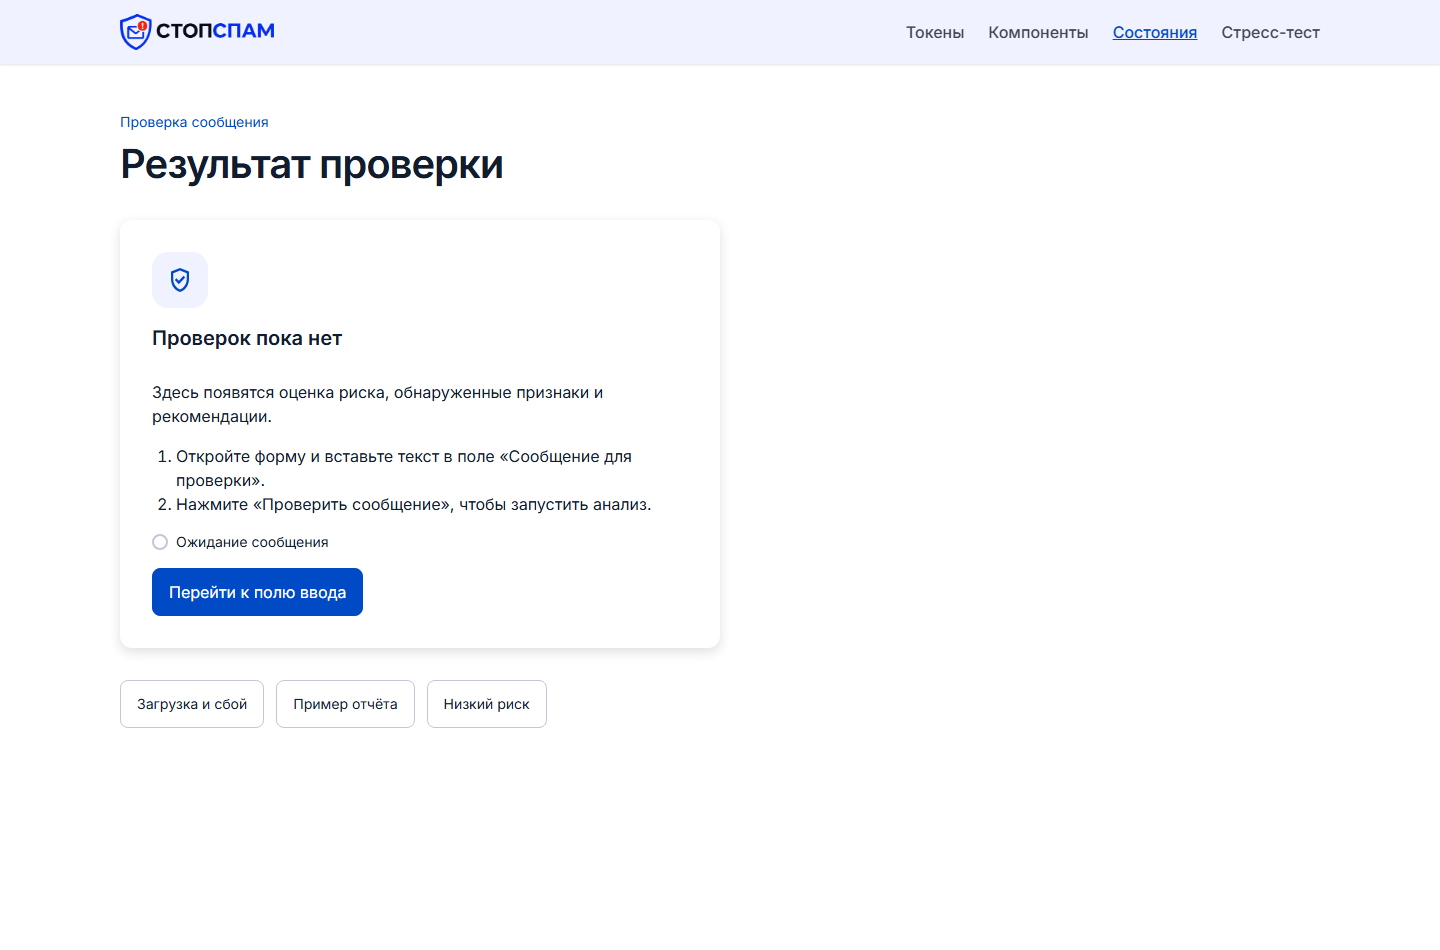 СТОПСПАМ
Токены Компоненты Состояния Стресс-тест
Проверка сообщения
Результат проверки
Проверок пока нет
Здесь появятся оценка риска, обнаруженные признаки и
рекомендации.
1. Откройте форму и вставьте текст в поле «Сообщение для
проверки».
2. Нажмите «Проверить сообщение», чтобы запустить анализ.
Ожидание сообщения
Перейти к полю ввода
Загрузка и сбой Пример отчёта Низкий риск